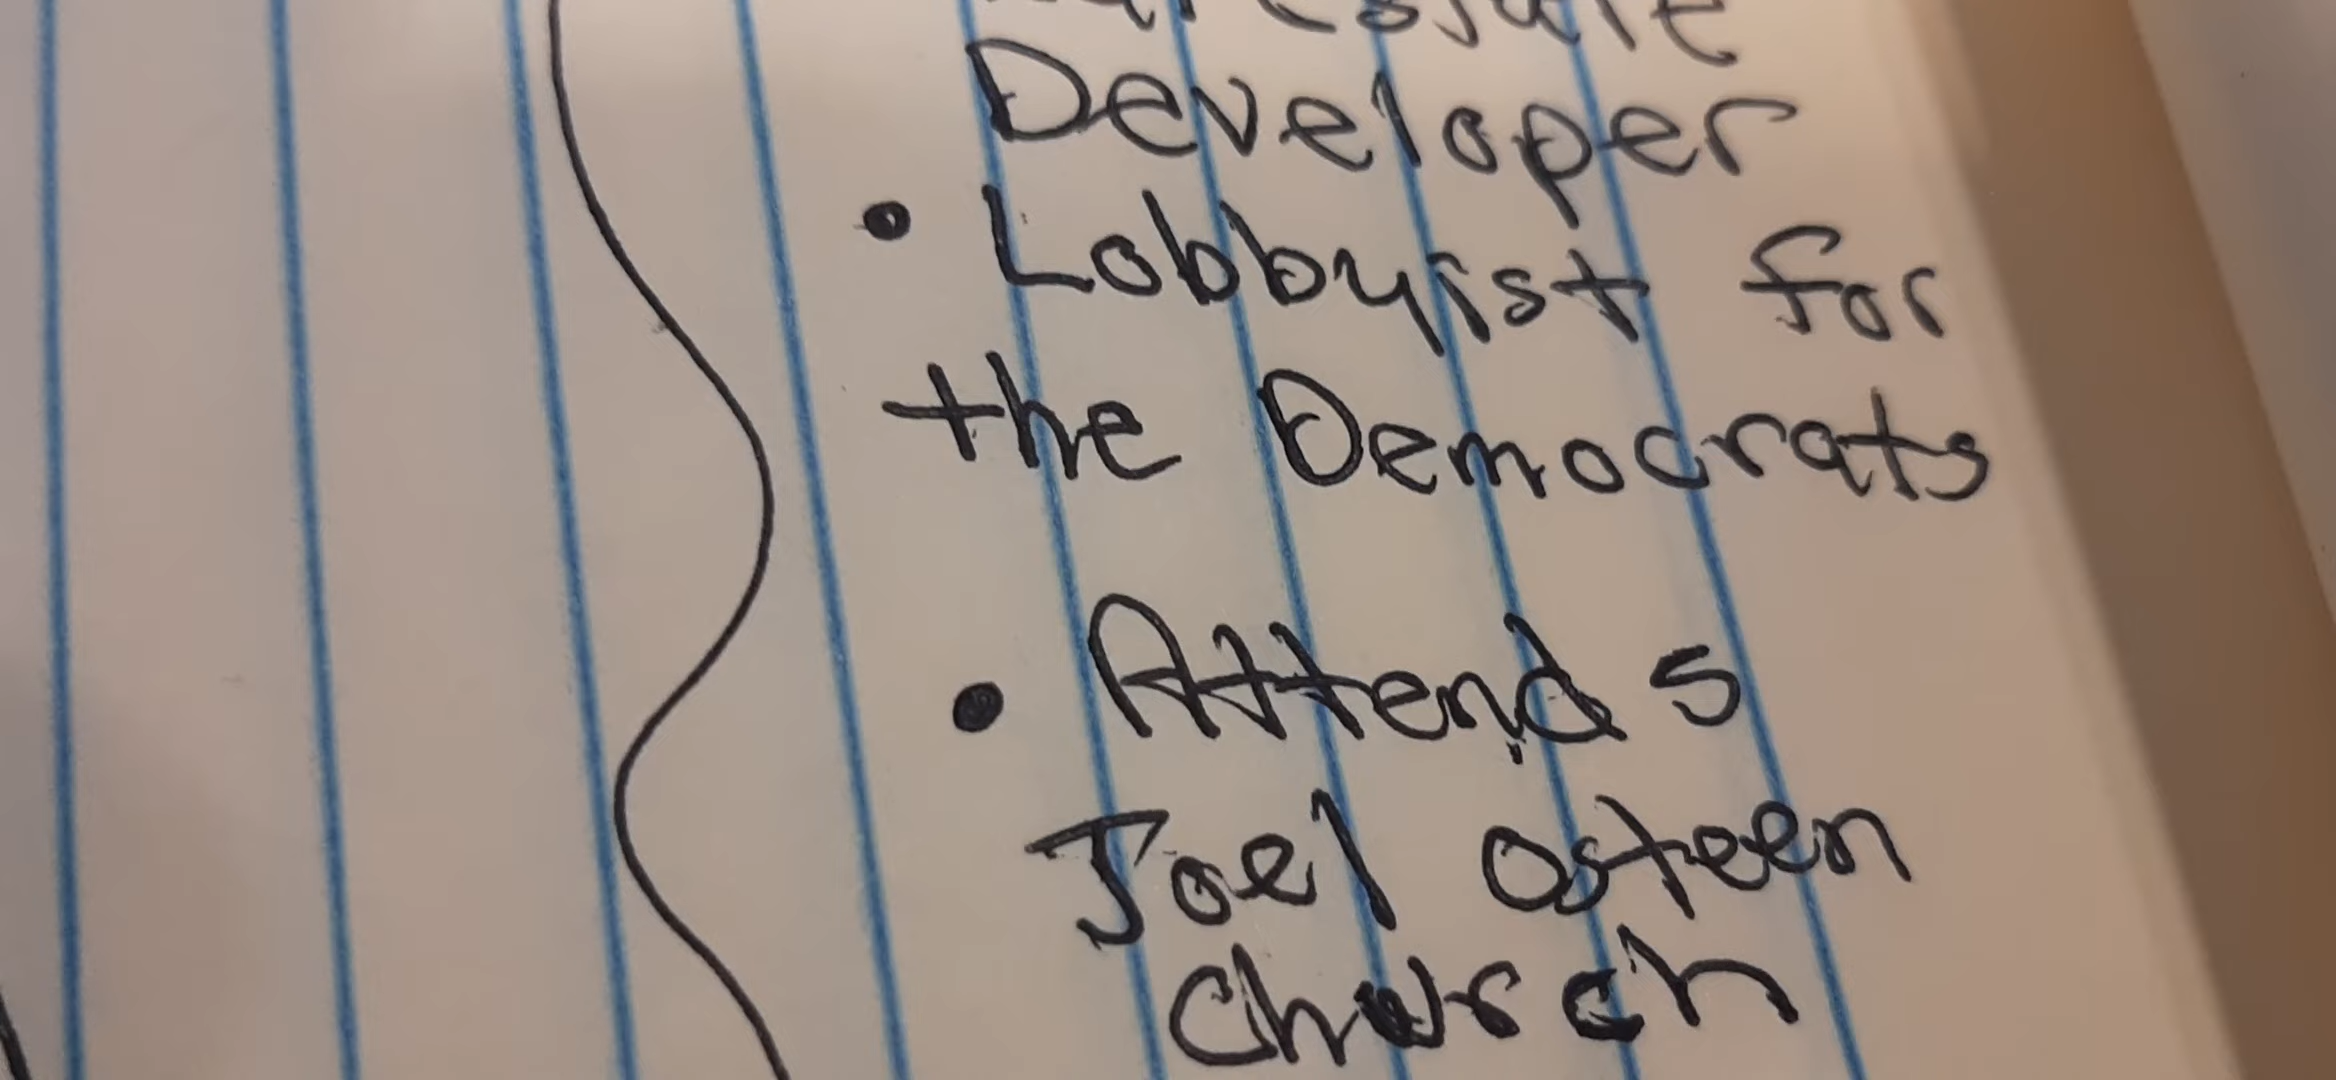 Developer
• Lobbyist for
the Democrats
• Attends
Joel Osteen
Church